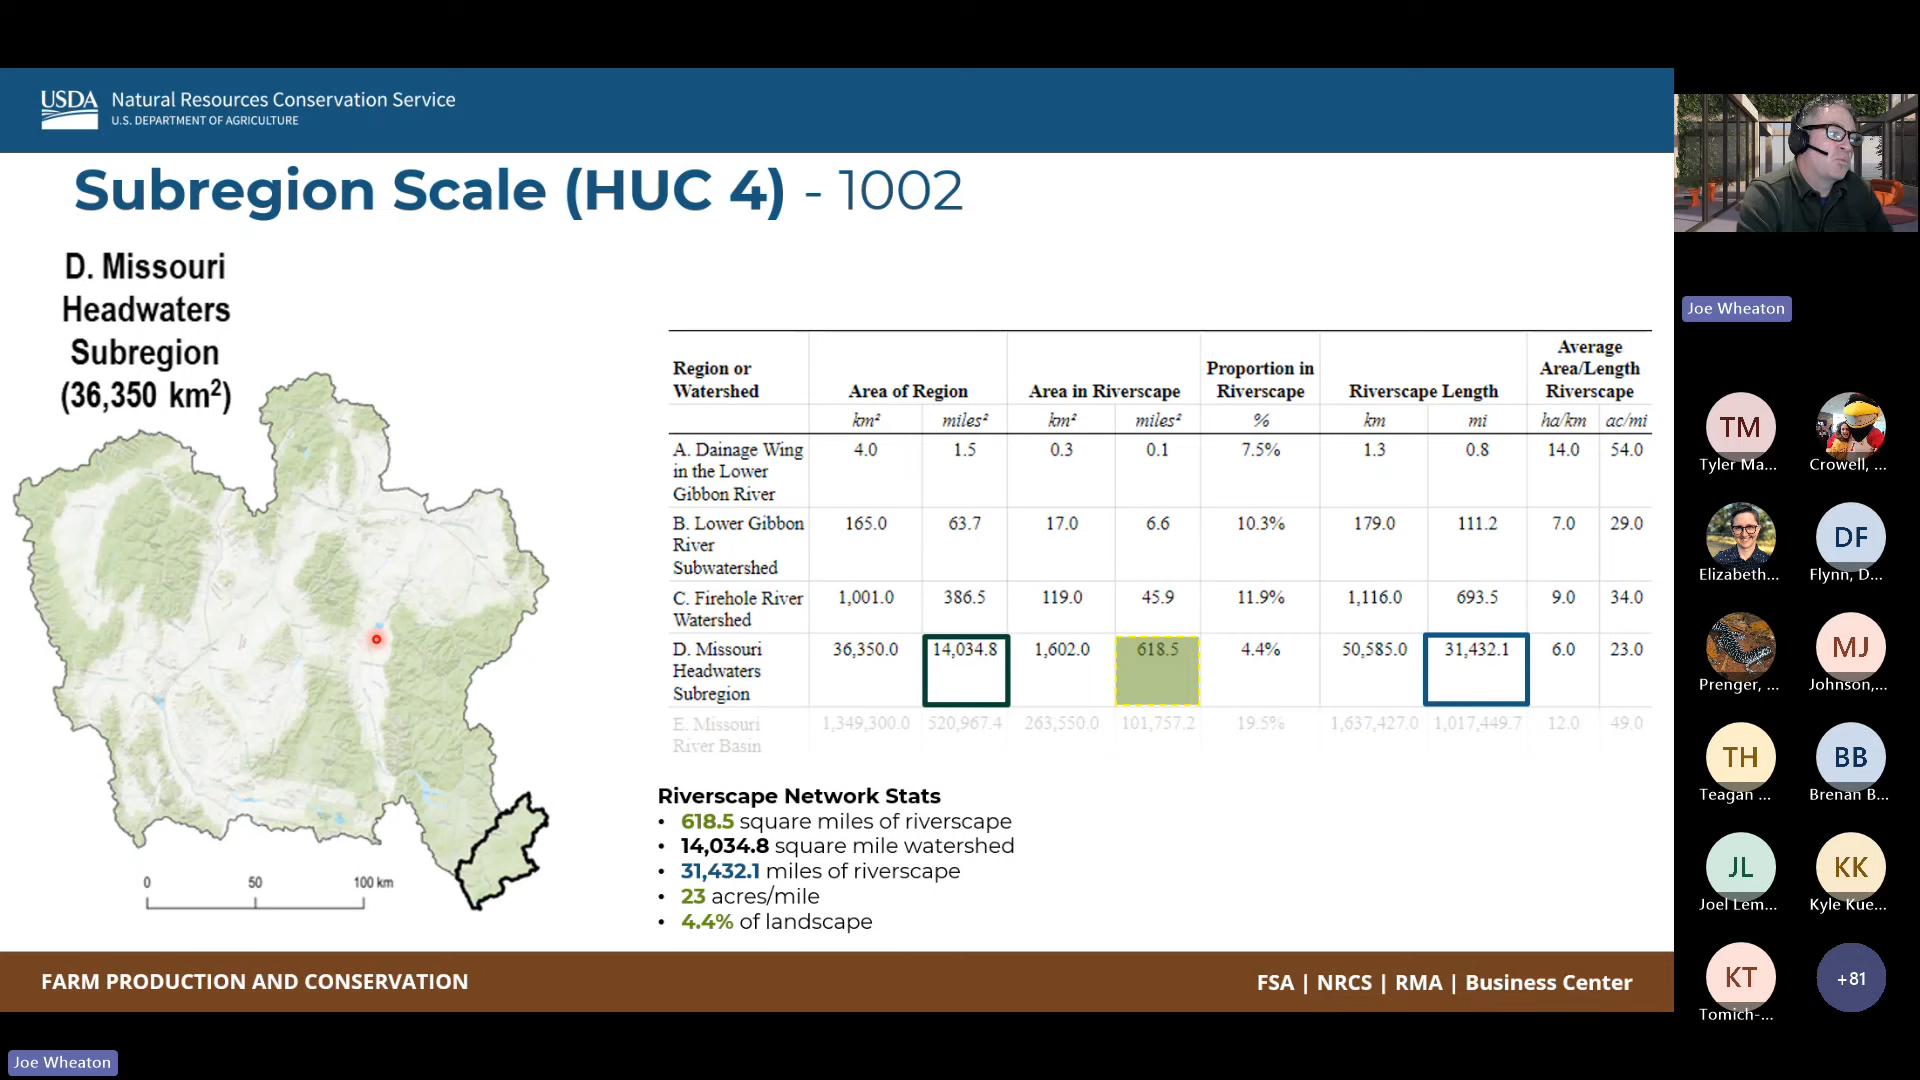 USDA Natural Resources Conservation Service
U.S. DEPARTMENT OF AGRICULTURE
Subregion Scale (HUC 4) - 1002
D. Missouri
Headwaters
Subregion
(36,350 km²)
0 50 100 km
Region or Watershed Area of Region Area in Riverscape Proportion in Riverscape Riverscape Length Average Area/Length Riverscape
km² miles² km² miles² % km mi ha/km ac/mi
A. Dainage Wing in the Lower Gibbon River 4.0 1.5 0.3 0.1 7.5% 1.3 0.8 14.0 54.0
B. Lower Gibbon River Subwatershed 165.0 63.7 17.0 6.6 10.3% 179.0 111.2 7.0 29.0
C. Firehole River Watershed 1,001.0 386.5 119.0 45.9 11.9% 1,116.0 693.5 9.0 34.0
D. Missouri Headwaters Subregion 36,350.0 14,034.8 1,602.0 618.5 4.4% 50,585.0 31,432.1 6.0 23.0
E. Missouri River Basin 1,349,300.0 520,967.4 263,550.0 101,757.2 19.5% 1,637,427.0 1,017,449.7 12.0 49.0
Riverscape Network Stats
• 618.5 square miles of riverscape
• 14,034.8 square mile watershed
• 31,432.1 miles of riverscape
• 23 acres/mile
• 4.4% of landscape
FARM PRODUCTION AND CONSERVATION
FSA | NRCS | RMA | Business Center
Joe Wheaton
Joe Wheaton
TM
Tyler Ma...
Crowell, ...
Elizabeth...
DF
Flynn, D...
Prenger, ...
MJ
Johnson,...
TH
Teagan ...
BB
Brenan B...
JL
Joel Lem...
KK
Kyle Kue...
KT
Tomich-...
+81